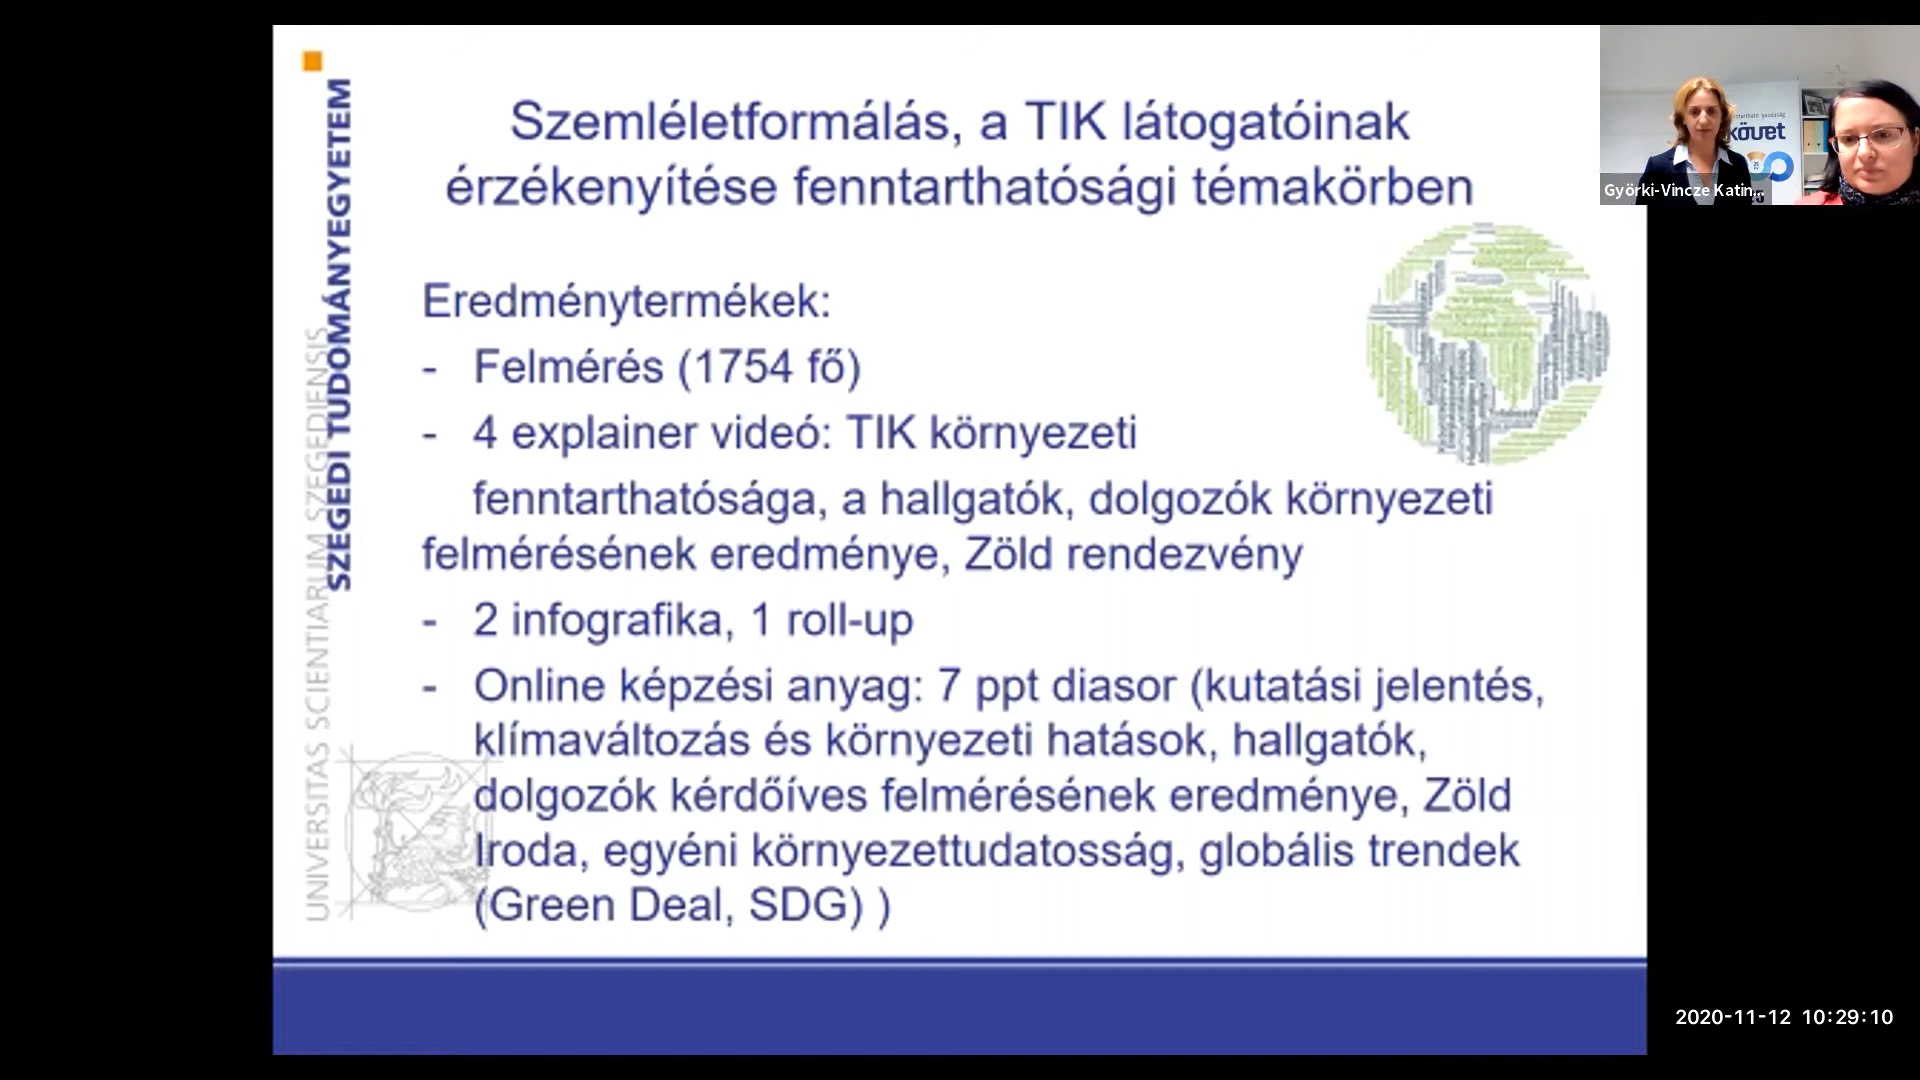 Szemléletformálás, a TIK látogatóinak
érzékenyítése fenntarthatósági témakörben
Eredménytermékek:
- Felmérés (1754 fő)
- 4 explainer videó: TIK környezeti
fenntarthatósága, a hallgatók, dolgozók környezeti
felmérésének eredménye, Zöld rendezvény
- 2 infografika, 1 roll-up
- Online képzési anyag: 7 ppt diasor (kutatási jelentés,
klímaváltozás és környezeti hatások, hallgatók,
dolgozók kérdőíves felmérésének eredménye, Zöld
Iroda, egyéni környezettudatosság, globális trendek
(Green Deal, SDG) )
SZEGEDI TUDOMÁNYEGYETEM
UNIVERSITAS SCIENTIARUM SZEGEDIENSIS
gazdaság
követ
Györki-Vincze Katin...
2020-11-12 10:29:10